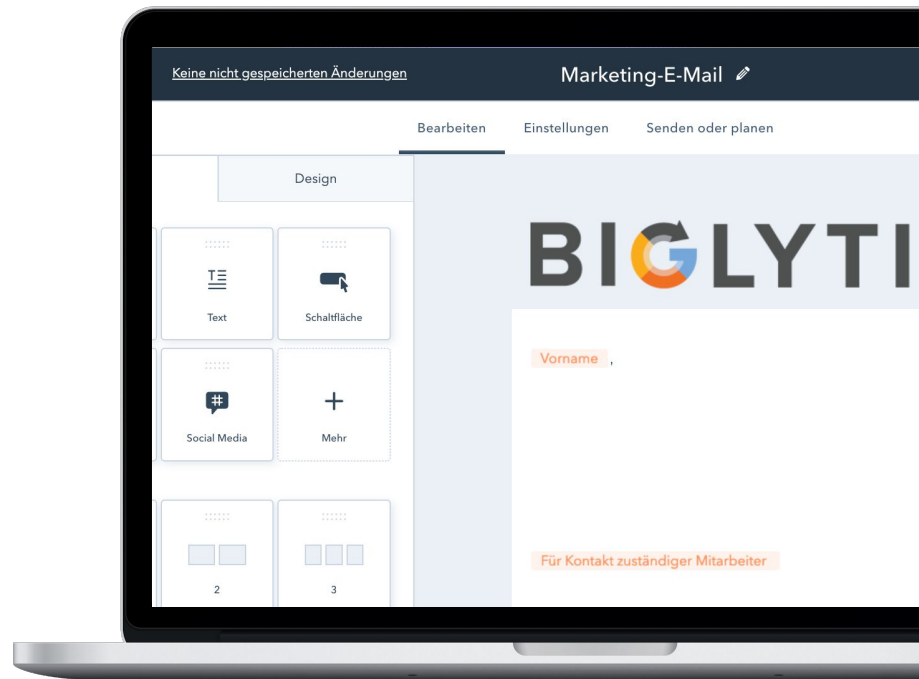 Keine nicht gespeicherten Änderungen
Marketing-E-Mail
Bearbeiten
Einstellungen
Senden oder planen
Design
BIGLYTI
Text
Schaltfläche
Vorname ,
#
Social Media
Mehr
Für Kontakt zuständiger Mitarbeiter
2
3